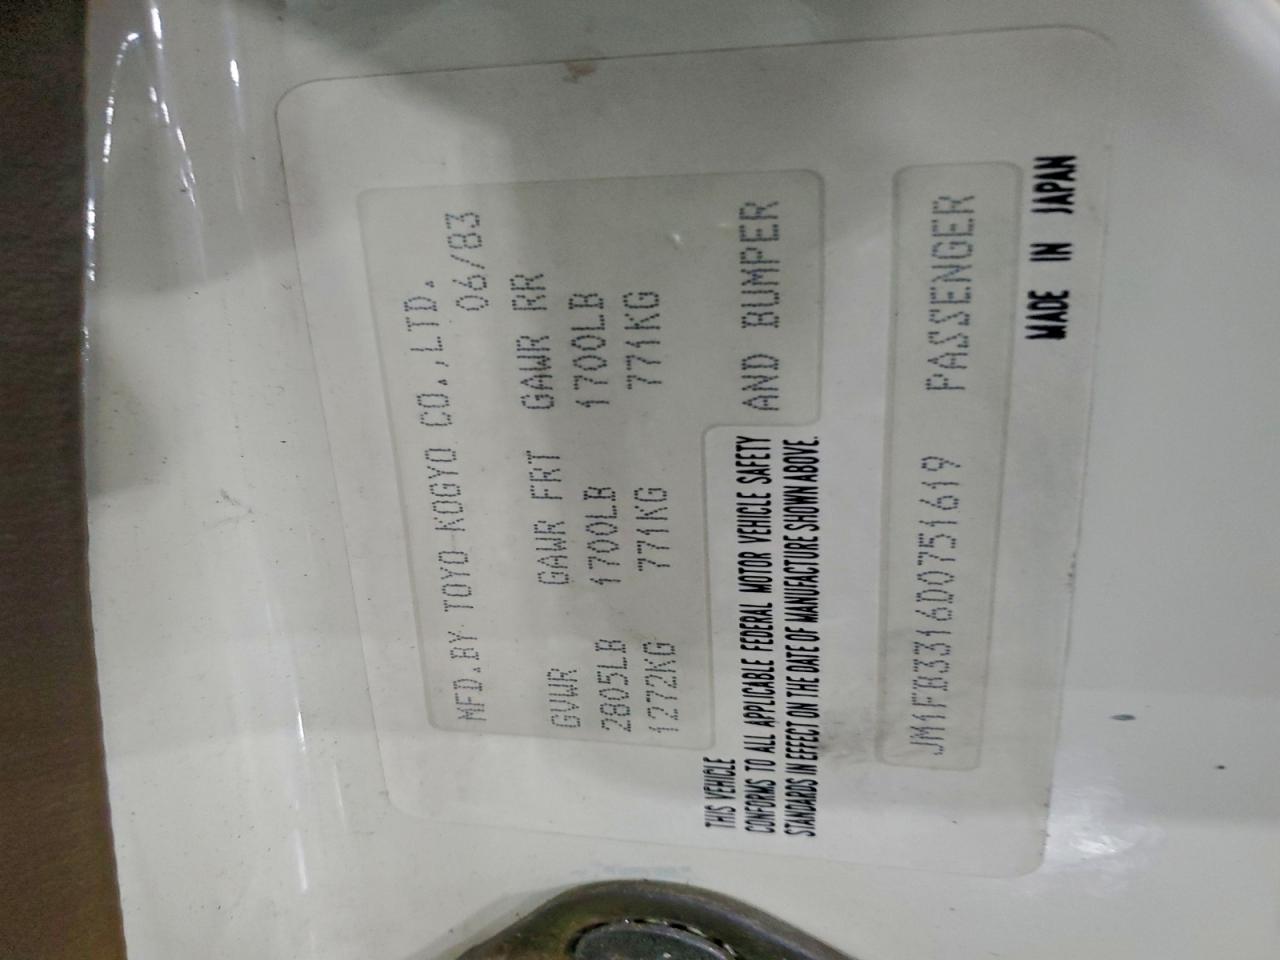 MFD.BY TOYO KOGYO CO.,LTD.
06/83
GVWR GAWR FRT GAWR RR
2805LB 1700LB 1700LB
1272KG 771KG 771KG
THIS VEHICLE
CONFORMS TO ALL APPLICABLE FEDERAL MOTOR VEHICLE SAFETY AND BUMPER
STANDARDS IN EFFECT ON THE DATE OF MANUFACTURE SHOWN ABOVE.
JM1FB3316D0751619 PASSENGER
MADE IN JAPAN